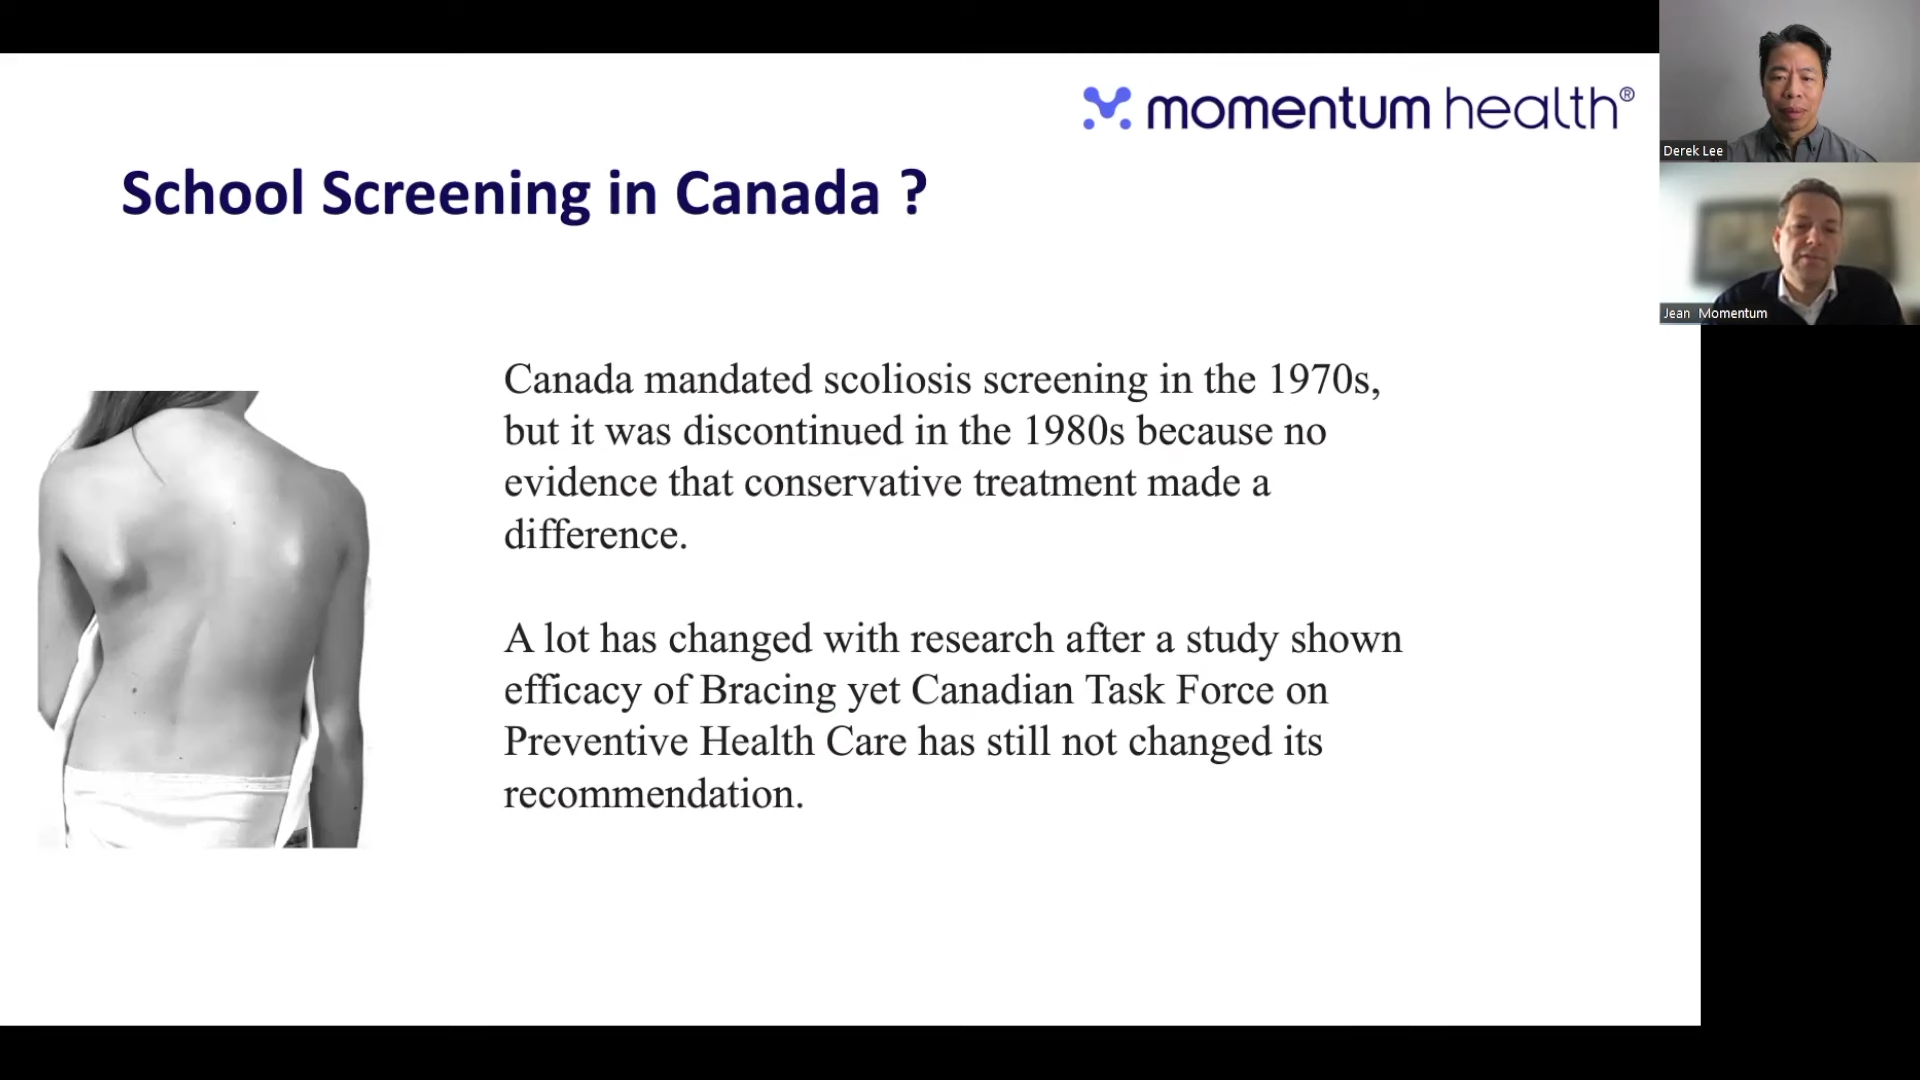 momentum health®
Derek Lee
School Screening in Canada ?
Jean Momentum
Canada mandated scoliosis screening in the 1970s,
but it was discontinued in the 1980s because no
evidence that conservative treatment made a
difference.
A lot has changed with research after a study shown
efficacy of Bracing yet Canadian Task Force on
Preventive Health Care has still not changed its
recommendation.